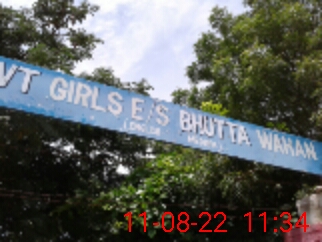 VT GIRLS E/S BHUTTA WAHAN
11-08-22 11:34